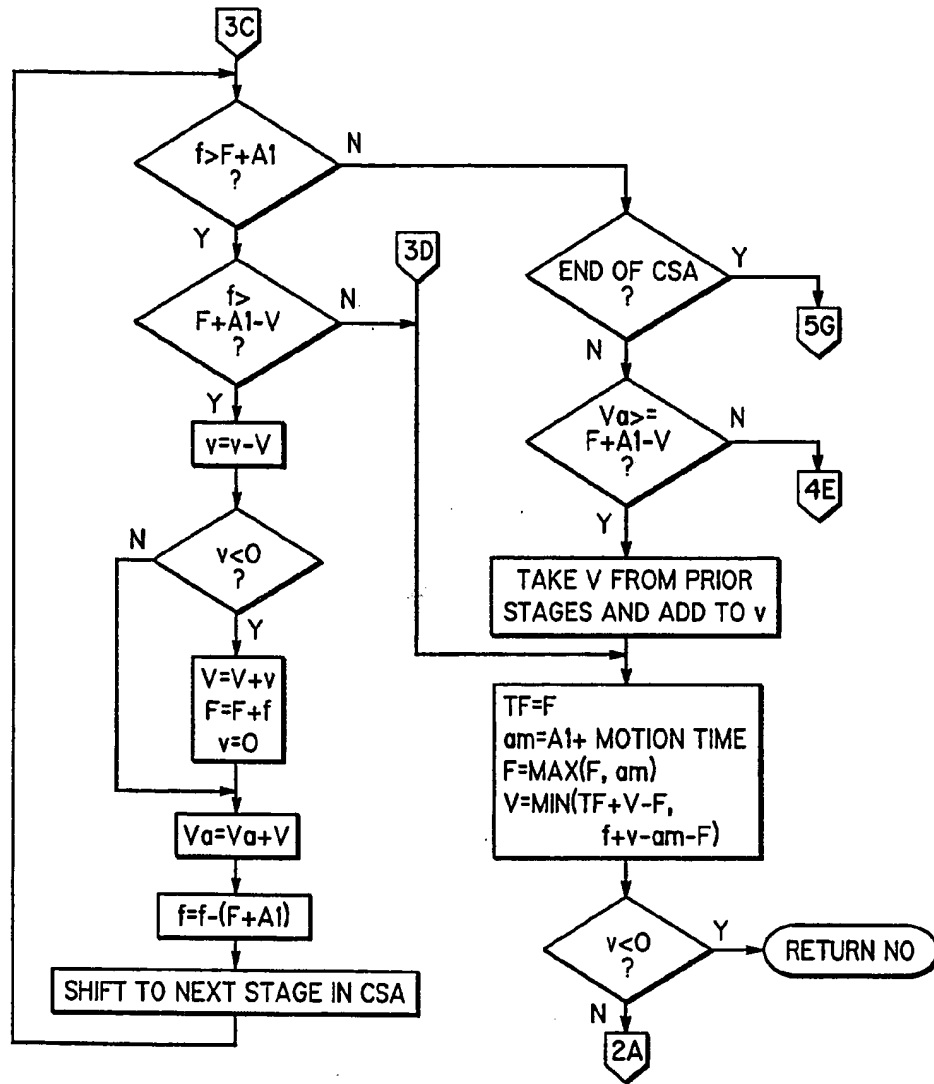 3C
f>F+A1
?
N
Y
f>
F+A1-V
?
N
Y
v=v-V
v<0
?
N
Y
V=V+v
F=F+f
v=0
Va=Va+V
f=f-(F+A1)
SHIFT TO NEXT STAGE IN CSA
3D
END OF CSA
?
Y
5G
N
Va>=
F+A1-V
?
N
4E
Y
TAKE V FROM PRIOR
STAGES AND ADD TO v
TF=F
am=A1+ MOTION TIME
F=MAX(F, am)
V=MIN(TF+V-F,
f+v-am-F)
v<0
?
Y
RETURN NO
N
2A